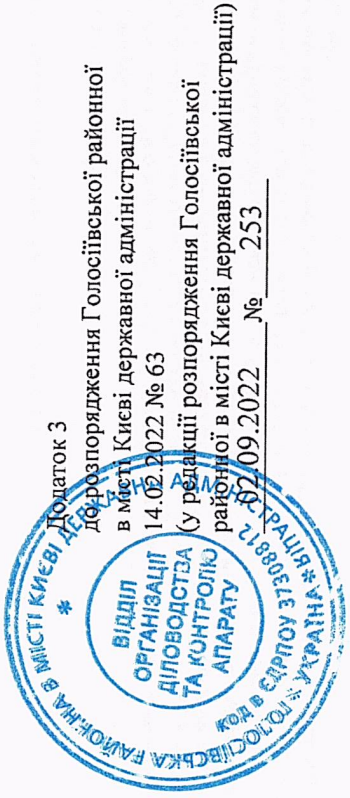 Додаток 3
до розпорядження Голосіївської районної
в місті Києві державної адміністрації
14.02.2022 № 63
(у редакції розпорядження Голосіївської
районної в місті Києві державної адміністрації)
02.09.2022 № 253
* ГОЛОСІЇВСЬКА РАЙОННА В МІСТІ КИЄВІ ДЕРЖАВНА АДМІНІСТРАЦІЯ * УКРАЇНА
КОД В ЄДРПОУ 37308812
ВІДДІЛ
ОРГАНІЗАЦІЇ
ДІЛОВОДСТВА
ТА КОНТРОЛЮ
АПАРАТУ